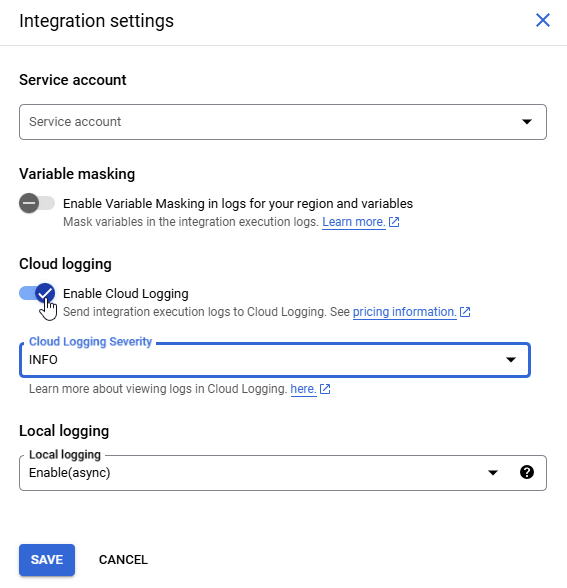 Integration settings
Service account
Service account
Variable masking
Enable Variable Masking in logs for your region and variables
Mask variables in the integration execution logs. Learn more.
Cloud logging
Enable Cloud Logging
Send integration execution logs to Cloud Logging. See pricing information.
Cloud Logging Severity
INFO
Learn more about viewing logs in Cloud Logging. here.
Local logging
Local logging
Enable(async)
SAVE CANCEL